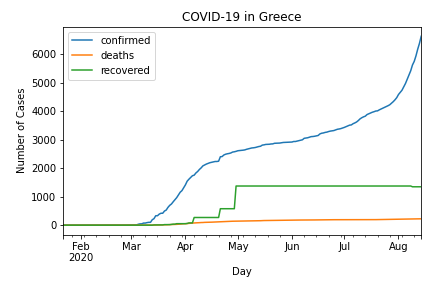 COVID-19 in Greece
confirmed
deaths
recovered
Number of Cases
6000
5000
4000
3000
2000
1000
0
Feb Mar Apr May Jun Jul Aug
2020
Day